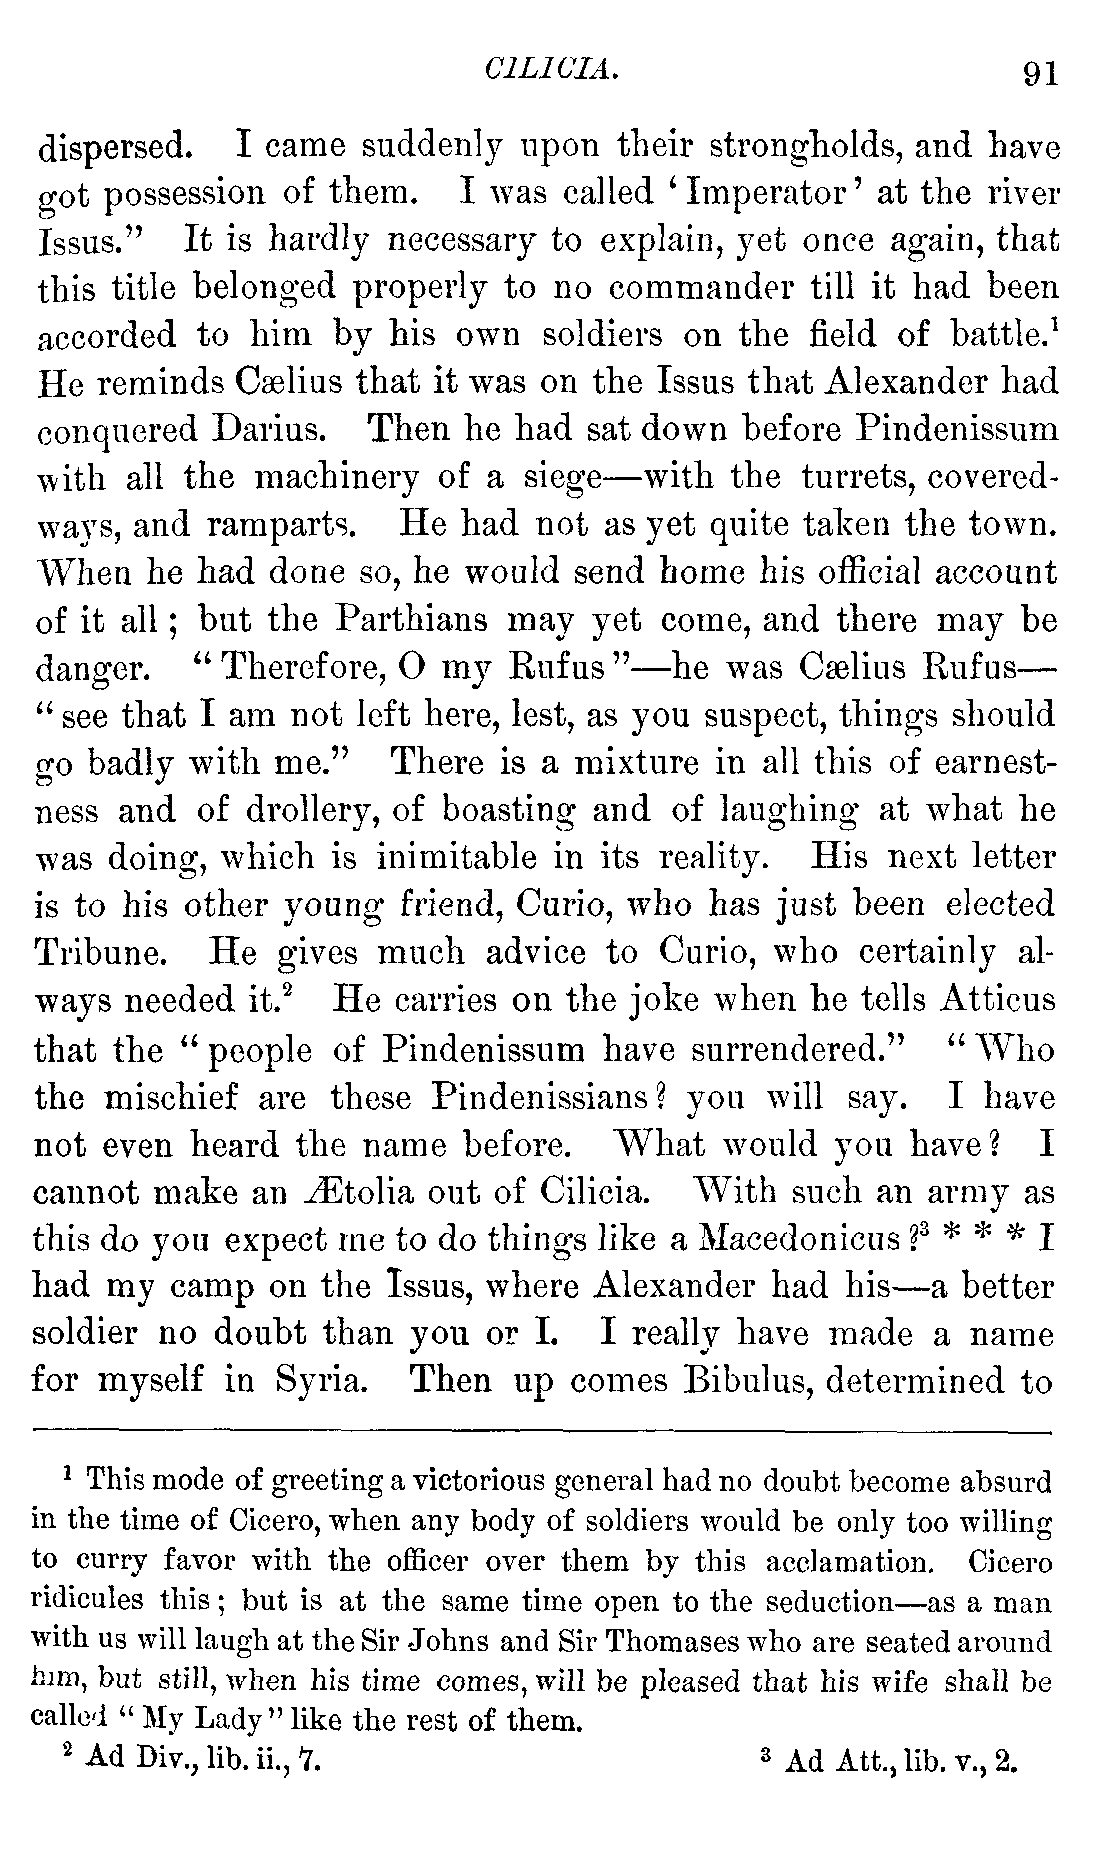 CILICIA. 91
dispersed. I came suddenly upon their strongholds, and have
got possession of them. I was called ‘Imperator’ at the river
Issus.” It is hardly necessary to explain, yet once again, that
this title belonged properly to no commander till it had been
accorded to him by his own soldiers on the field of battle.¹
He reminds Cælius that it was on the Issus that Alexander had
conquered Darius. Then he had sat down before Pindenissum
with all the machinery of a siege—with the turrets, covered-
ways, and ramparts. He had not as yet quite taken the town.
When he had done so, he would send home his official account
of it all; but the Parthians may yet come, and there may be
danger. “Therefore, O my Rufus”—he was Cælius Rufus—
“see that I am not left here, lest, as you suspect, things should
go badly with me.” There is a mixture in all this of earnest-
ness and of drollery, of boasting and of laughing at what he
was doing, which is inimitable in its reality. His next letter
is to his other young friend, Curio, who has just been elected
Tribune. He gives much advice to Curio, who certainly al-
ways needed it.² He carries on the joke when he tells Atticus
that the “people of Pindenissum have surrendered.” “Who
the mischief are these Pindenissians? you will say. I have
not even heard the name before. What would you have? I
cannot make an Ætolia out of Cilicia. With such an army as
this do you expect me to do things like a Macedonicus?³ * * * I
had my camp on the Issus, where Alexander had his—a better
soldier no doubt than you or I. I really have made a name
for myself in Syria. Then up comes Bibulus, determined to
¹ This mode of greeting a victorious general had no doubt become absurd
in the time of Cicero, when any body of soldiers would be only too willing
to curry favor with the officer over them by this acclamation. Cicero
ridicules this; but is at the same time open to the seduction—as a man
with us will laugh at the Sir Johns and Sir Thomases who are seated around
him, but still, when his time comes, will be pleased that his wife shall be
called “My Lady” like the rest of them.
² Ad Div., lib. ii., 7. ³ Ad Att., lib. v., 2.